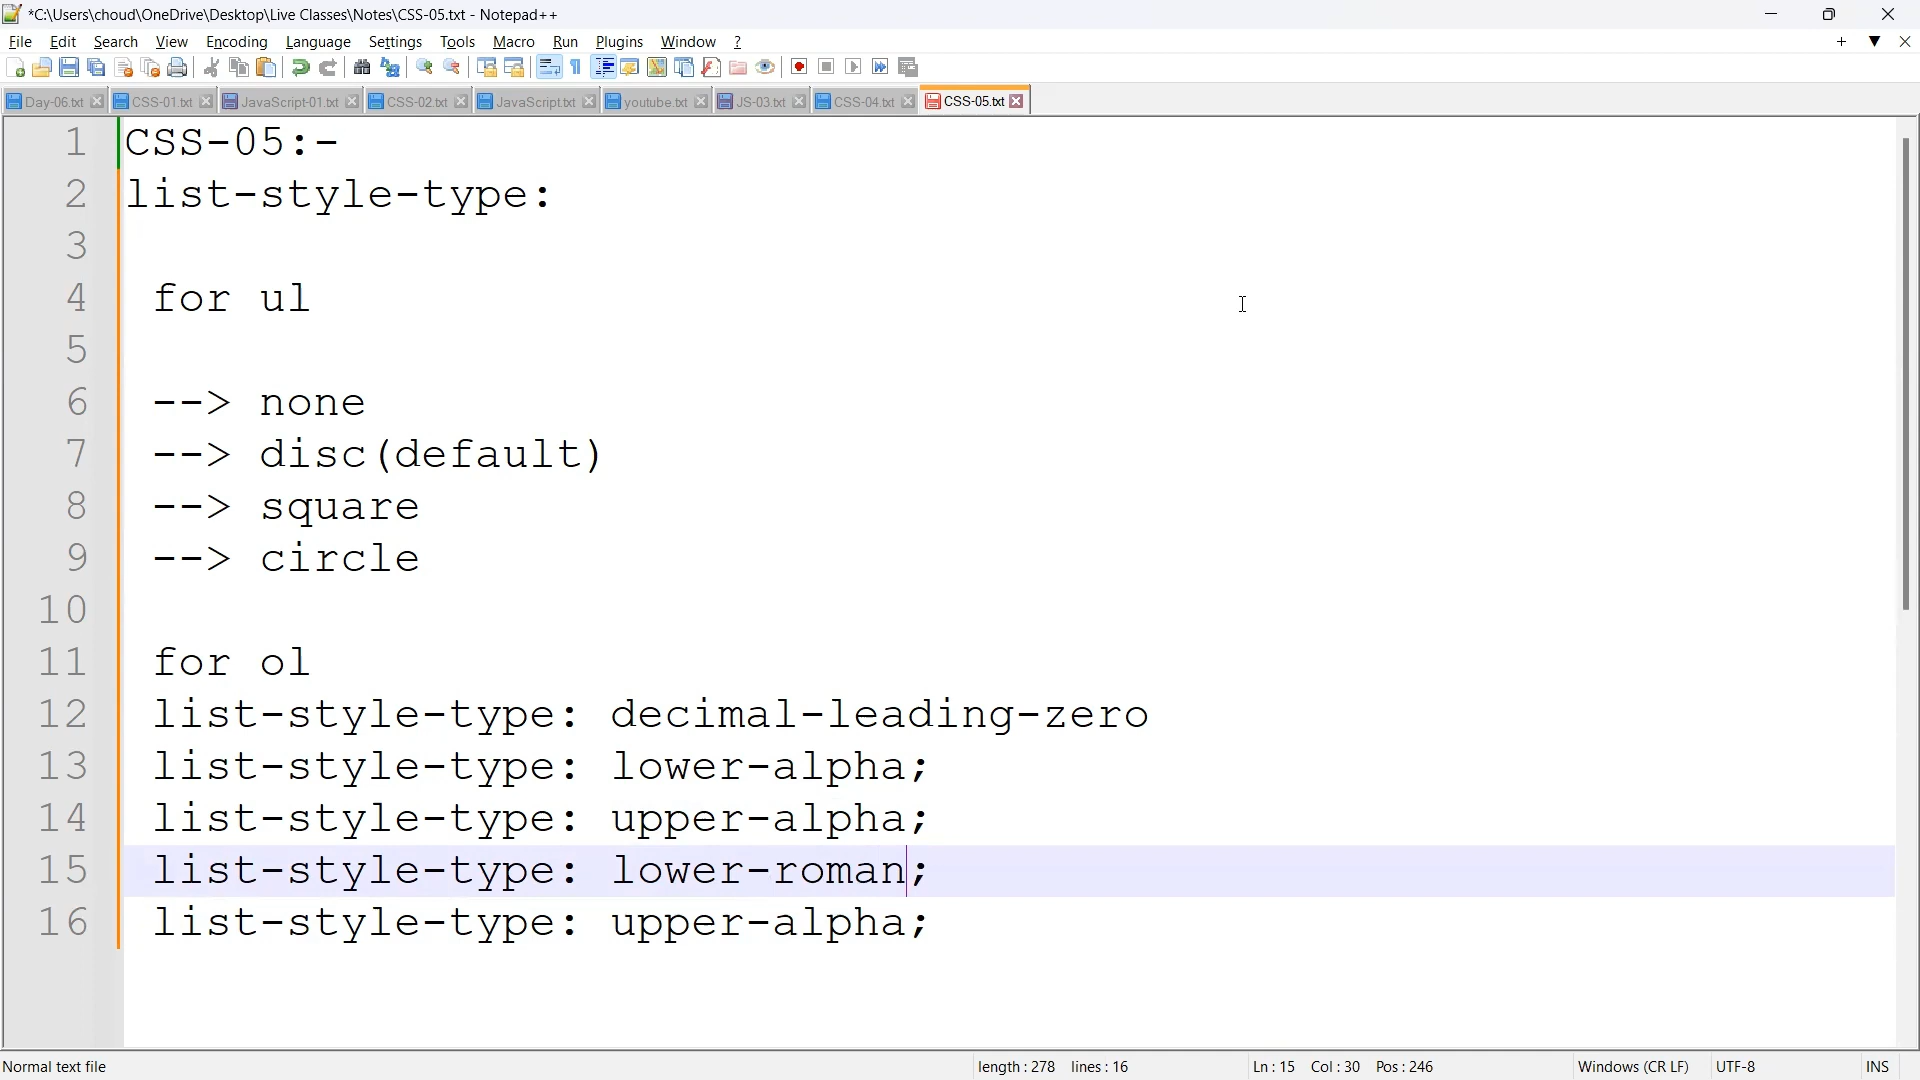 *C:\Users\choud\OneDrive\Desktop\Live Classes\Notes\CSS-05.txt - Notepad++
File Edit Search View Encoding Language Settings Tools Macro Run Plugins Window ?
Day-06.txt CSS-01.txt JavaScript-01.txt CSS-02.txt JavaScript.txt youtube.txt JS-03.txt CSS-04.txt CSS-05.txt
1 CSS-05:-
2 list-style-type:
3
4 for ul
5
6 --> none
7 --> disc(default)
8 --> square
9 --> circle
10
11 for ol
12 list-style-type: decimal-leading-zero
13 list-style-type: lower-alpha;
14 list-style-type: upper-alpha;
15 list-style-type: lower-roman;
16 list-style-type: upper-alpha;
Normal text file length : 278 lines : 16 Ln : 15 Col : 30 Pos : 246 Windows (CR LF) UTF-8 INS